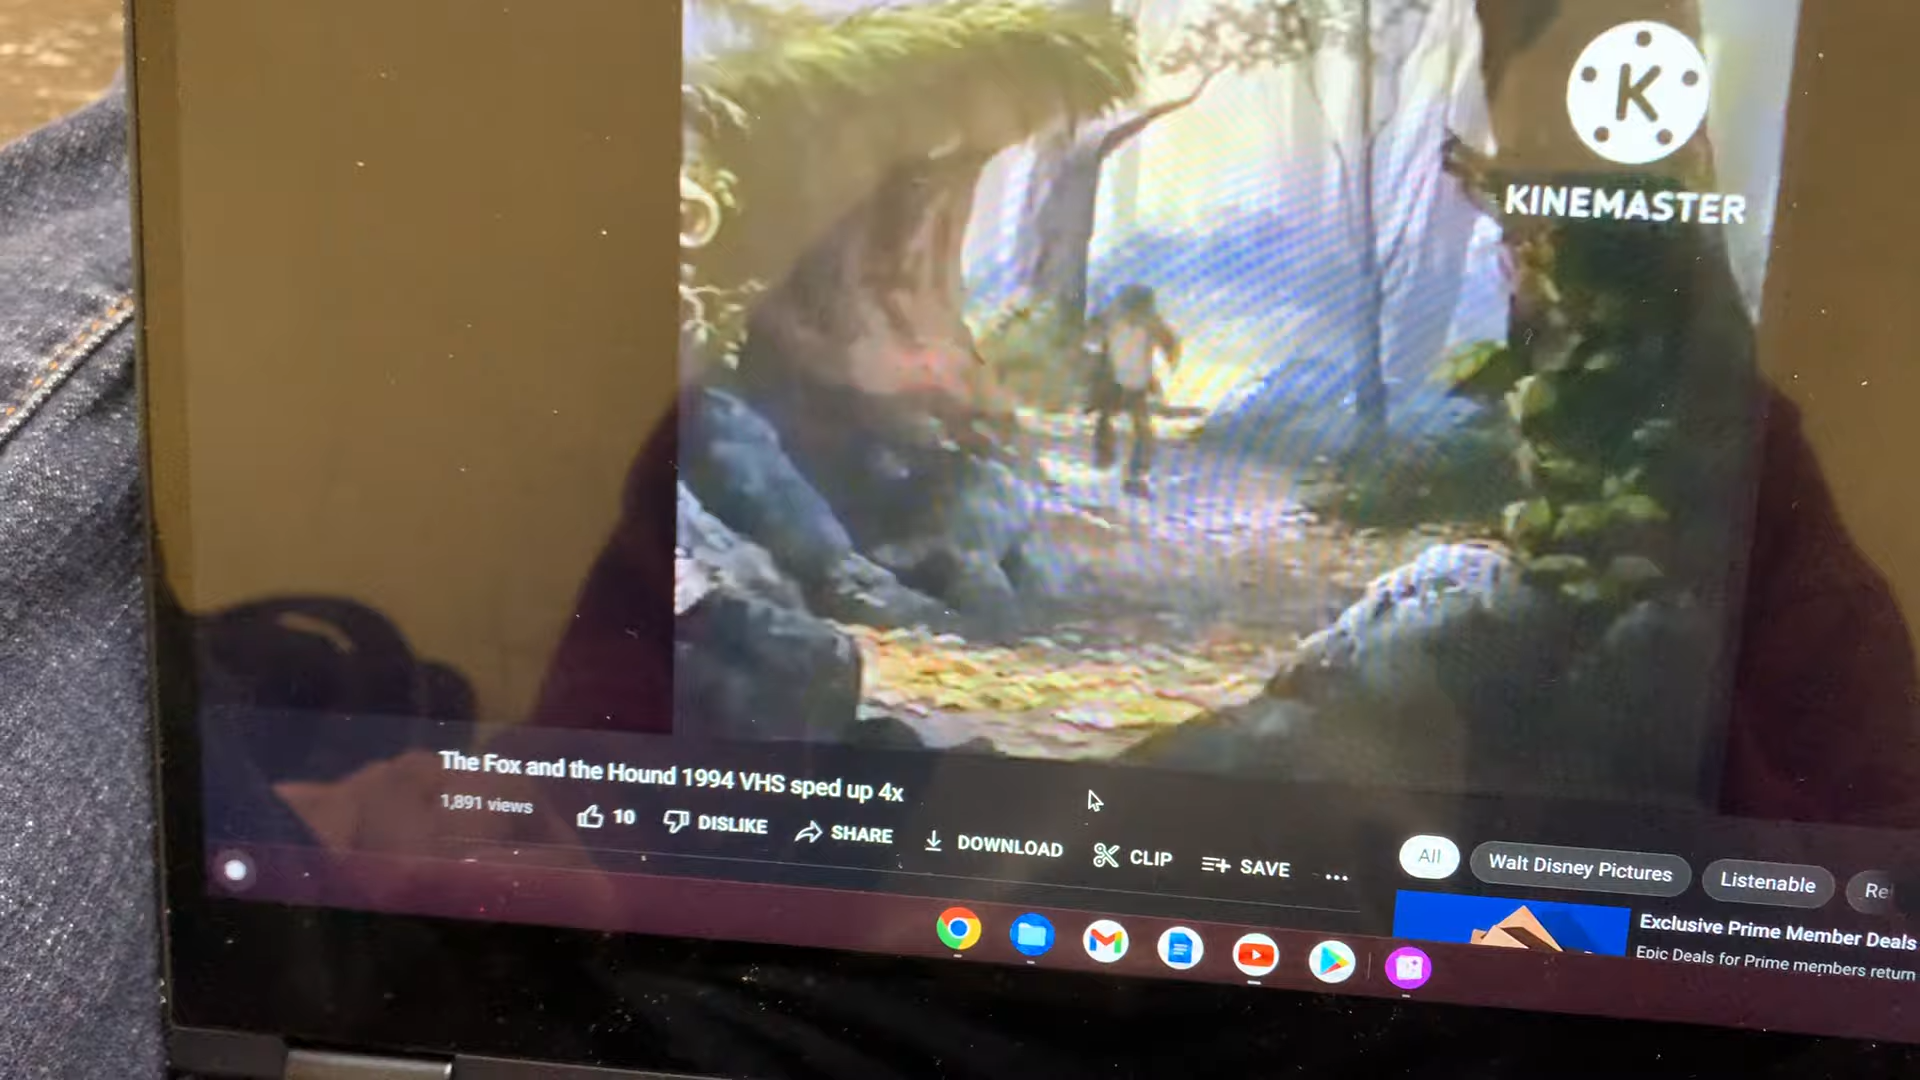 K
KINEMASTER
The Fox and the Hound 1994 VHS sped up 4x
1,891 views
10
DISLIKE
SHARE
DOWNLOAD
CLIP
SAVE
All
Walt Disney Pictures
Listenable
Rel
Exclusive Prime Member Deals
Epic Deals for Prime members return